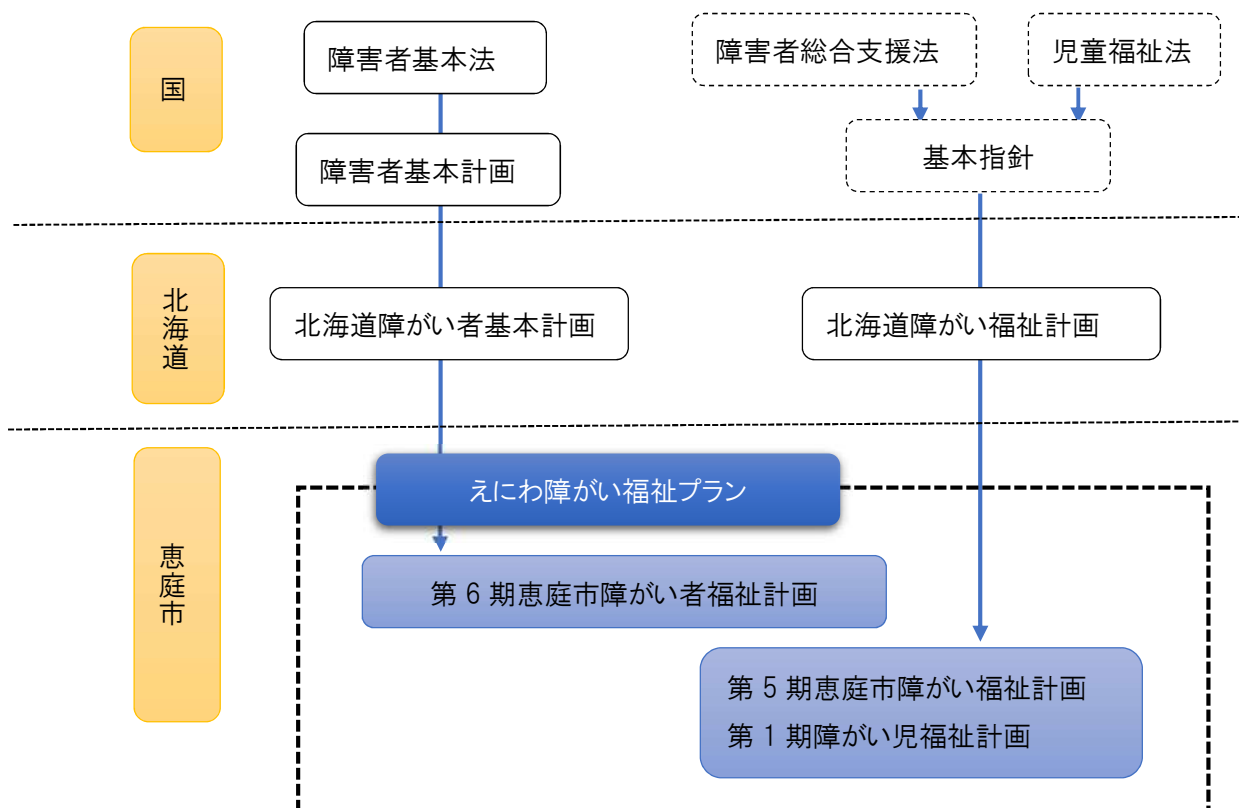 国
障害者基本法
障害者総合支援法
児童福祉法
障害者基本計画
基本指針
北海道
北海道障がい者基本計画
北海道障がい福祉計画
恵庭市
えにわ障がい福祉プラン
第 6 期恵庭市障がい者福祉計画
第 5 期恵庭市障がい福祉計画
第 1 期障がい児福祉計画